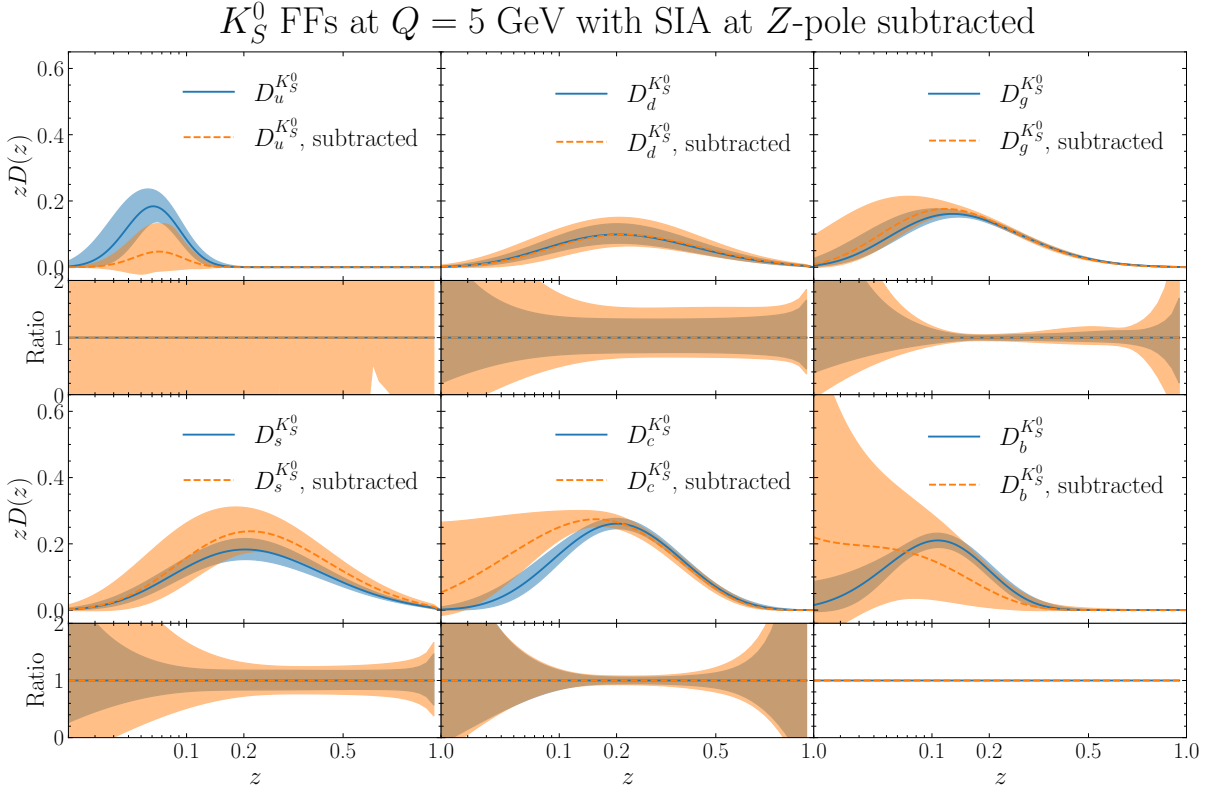 K_S^0 FFs at Q = 5 GeV with SIA at Z-pole subtracted
zD(z)
0.6
0.4
0.2
0.0
D_u^{K_S^0}
D_u^{K_S^0}, subtracted
D_d^{K_S^0}
D_d^{K_S^0}, subtracted
D_g^{K_S^0}
D_g^{K_S^0}, subtracted
Ratio
2
1
0
zD(z)
0.6
0.4
0.2
0.0
D_s^{K_S^0}
D_s^{K_S^0}, subtracted
D_c^{K_S^0}
D_c^{K_S^0}, subtracted
D_b^{K_S^0}
D_b^{K_S^0}, subtracted
Ratio
2
1
0
0.1 0.2 0.5 1.0 0.1 0.2 0.5 1.0 0.1 0.2 0.5 1.0
z z z